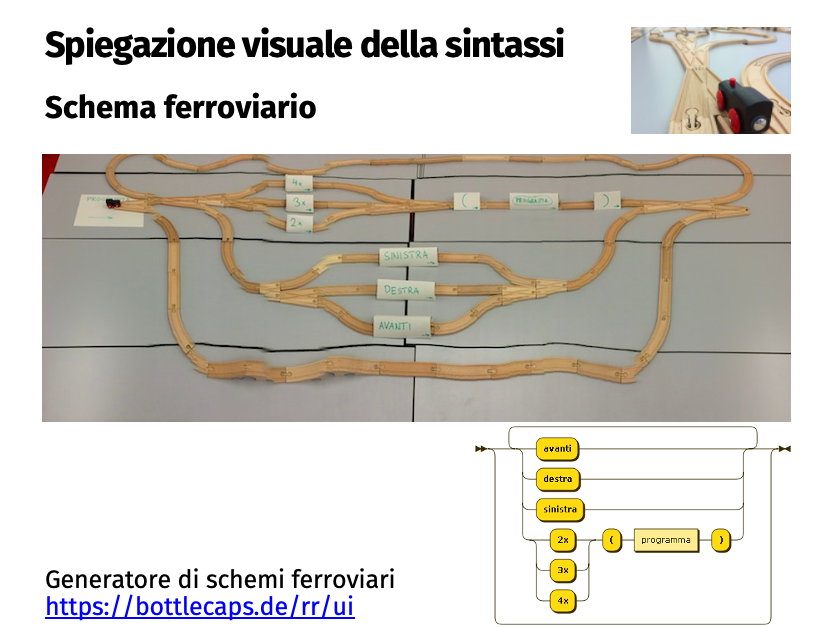 Spiegazione visuale della sintassi
Schema ferroviario
PROGRAMMA
4x
3x
2x
( PROGRAMMA )
SINISTRA
DESTRA
AVANTI
avanti
destra
sinistra
2x ( programma )
3x
4x
Generatore di schemi ferroviari
https://bottlecaps.de/rr/ui